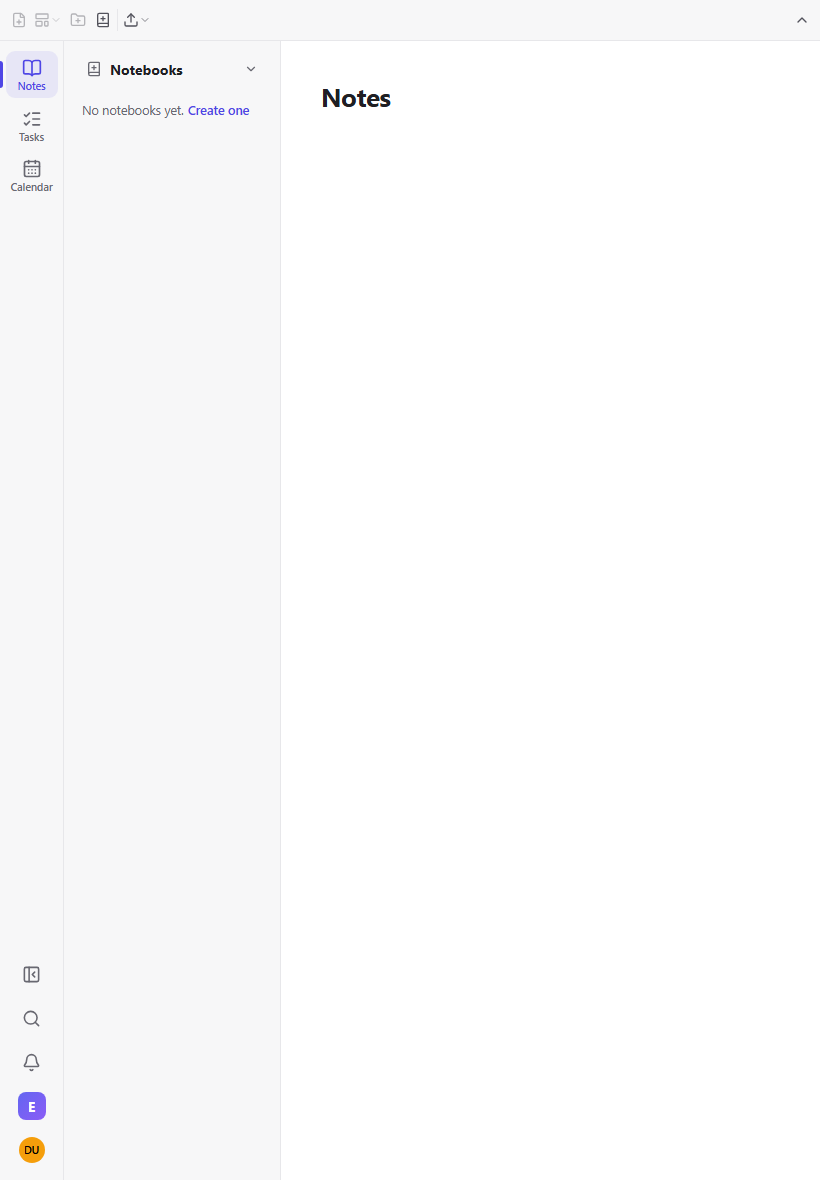 Notes
Tasks
Calendar
E
DU
Notebooks
No notebooks yet. Create one
Notes